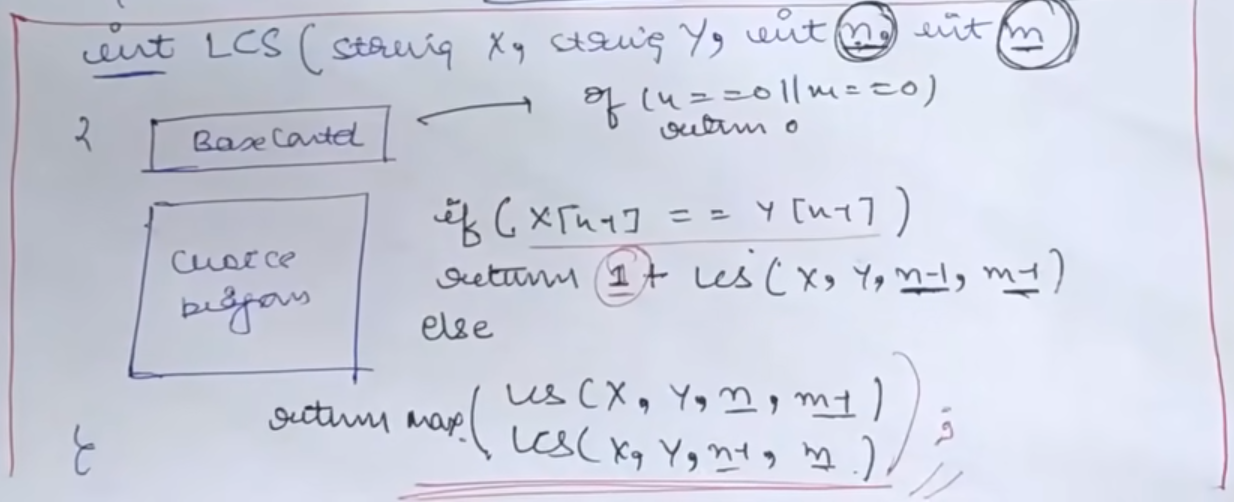 int LCS (string X, string Y, int n, int m
{ Base Condtn if (n==0 || m==0)
return 0
if (X[n-1] == Y[n-1])
return 1 + LCS (X, Y, n-1, m-1)
choice diagram
else
return max (LCS (X, Y, n, m-1)
LCS (X, Y, n-1, m)) ;
}